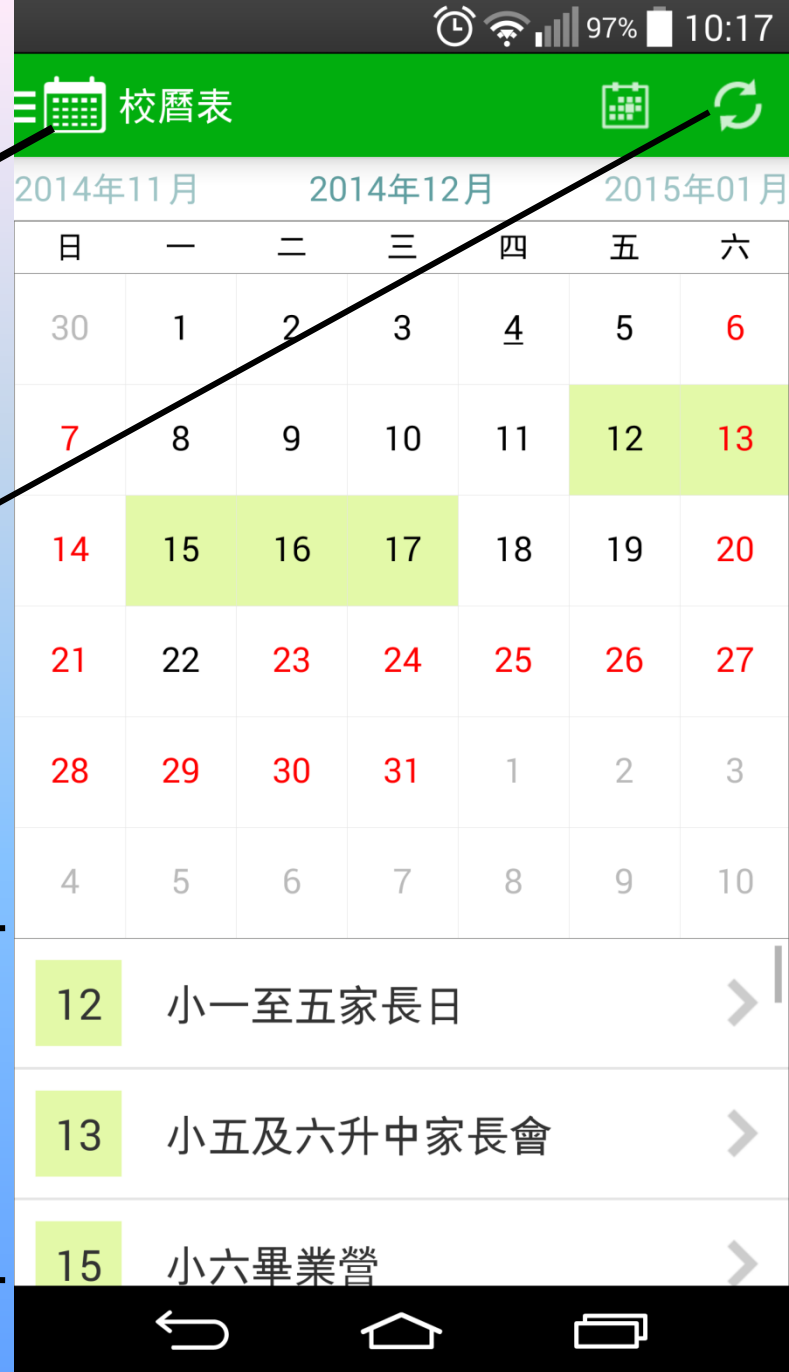 97% 10:17
校曆表
2014年11月 2014年12月 2015年01月
日 一 二 三 四 五 六
30 1 2 3 4 5 6
7 8 9 10 11 12 13
14 15 16 17 18 19 20
21 22 23 24 25 26 27
28 29 30 31 1 2 3
4 5 6 7 8 9 10
12 小一至五家長日
13 小五及六升中家長會
15 小六畢業營